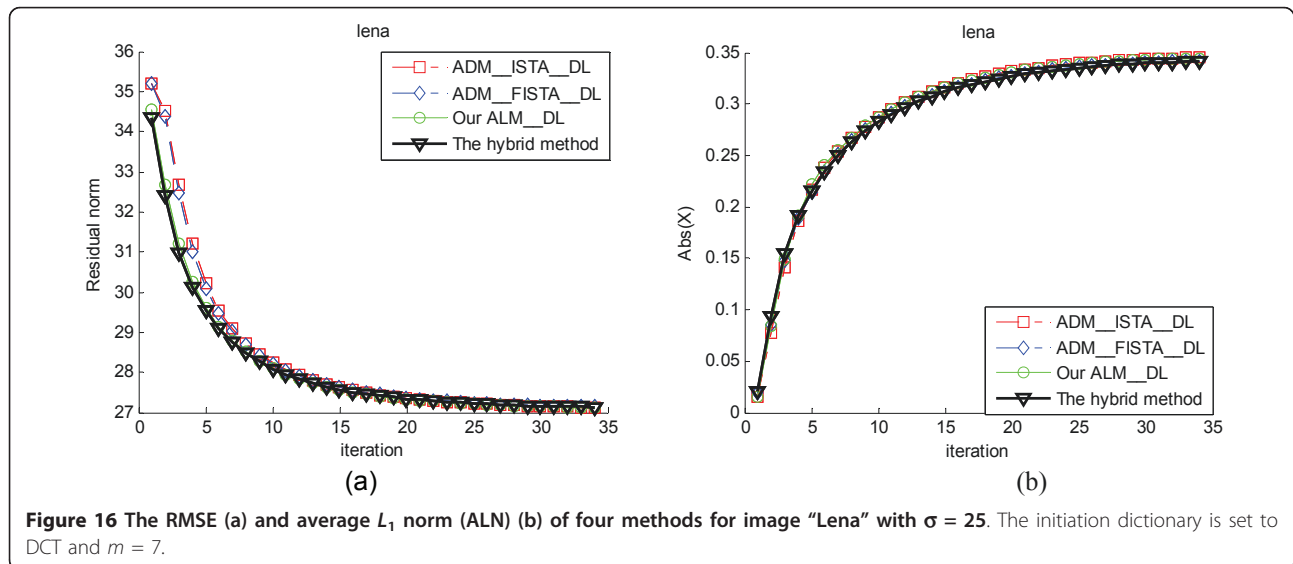 lena
36
35
34
33
32
31
30
29
28
27
Residual norm
0 5 10 15 20 25 30 35
iteration
ADM__ISTA__DL
ADM__FISTA__DL
Our ALM__DL
The hybrid method
(a)
lena
0.35
0.3
0.25
0.2
0.15
0.1
0.05
0
Abs(X)
0 5 10 15 20 25 30 35
iteration
ADM__ISTA__DL
ADM__FISTA__DL
Our ALM__DL
The hybrid method
(b)
Figure 16 The RMSE (a) and average L₁ norm (ALN) (b) of four methods for image "Lena" with σ = 25. The initiation dictionary is set to
DCT and m = 7.